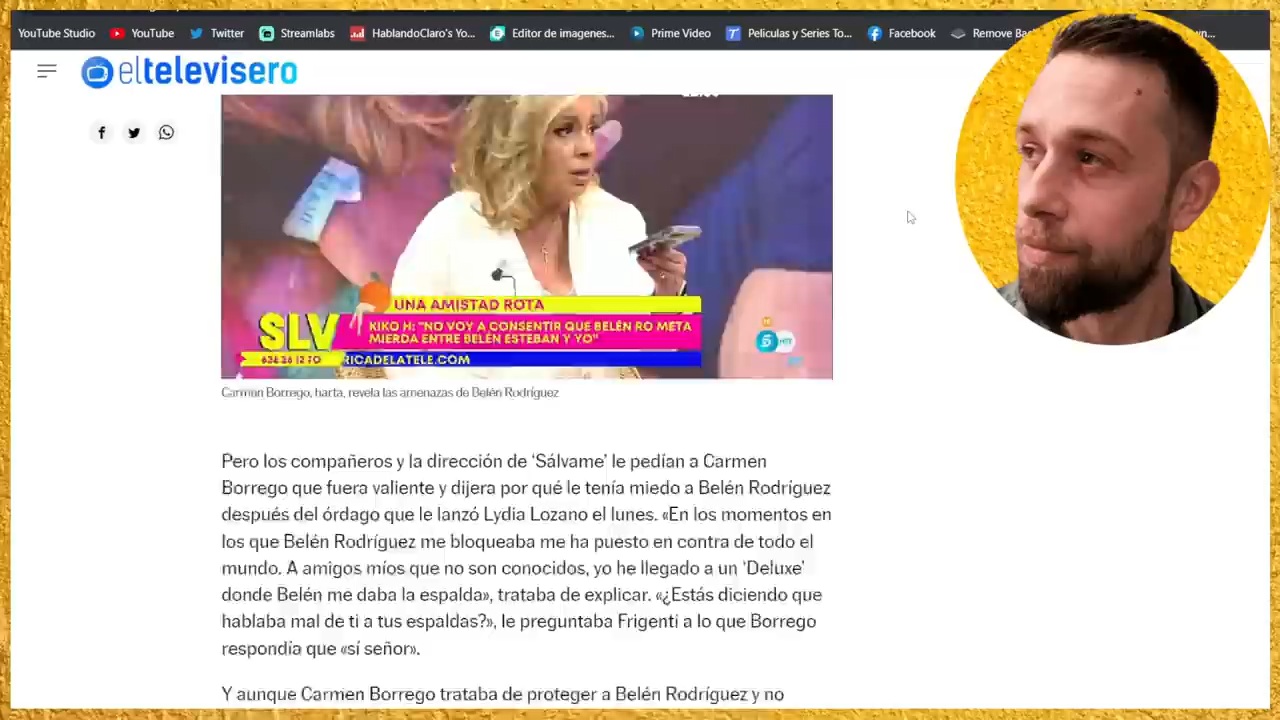 YouTube Studio YouTube Twitter Streamlabs HablandoClaro's Yo... Editor de imagenes... Prime Video Peliculas y Series To... Facebook Remove
eltelevisero
UNA AMISTAD ROTA
SLV
KIKO H: "NO VOY A CONSENTIR QUE BELÉN RO META
MIERDA ENTRE BELÉN ESTEBAN Y YO"
RICADELATELE.COM
Carmen Borrego, harta, revela las amenazas de Belén Rodríguez
Pero los compañeros y la dirección de ‘Sálvame’ le pedían a Carmen
Borrego que fuera valiente y dijera por qué le tenía miedo a Belén Rodríguez
después del órdago que le lanzó Lydia Lozano el lunes. «En los momentos en
los que Belén Rodríguez me bloqueaba me ha puesto en contra de todo el
mundo. A amigos míos que no son conocidos, yo he llegado a un ‘Deluxe’
donde Belén me daba la espalda», trataba de explicar. «¿Estás diciendo que
hablaba mal de ti a tus espaldas?», le preguntaba Frigenti a lo que Borrego
respondía que «sí señor».
Y aunque Carmen Borrego trataba de proteger a Belén Rodríguez y no